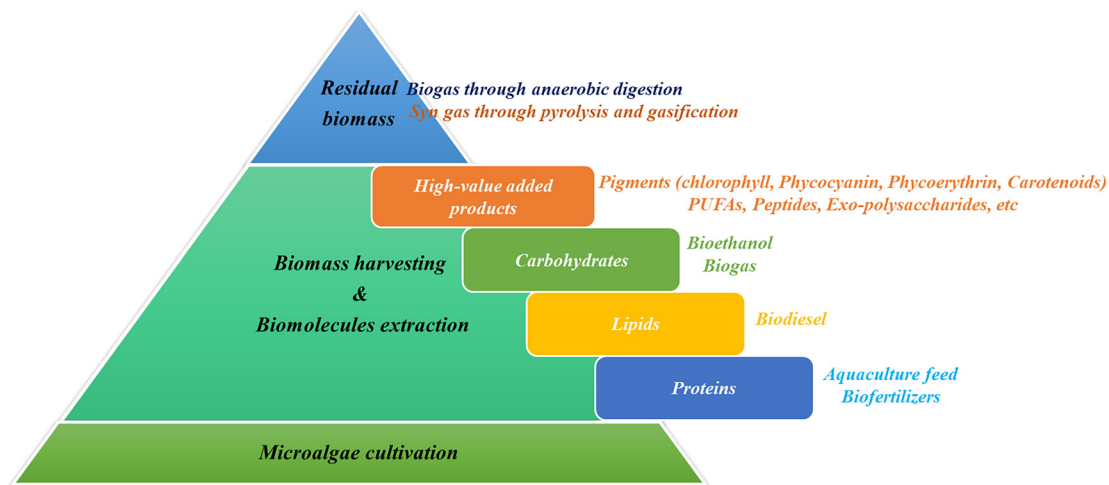 Residual
biomass
Biogas through anaerobic digestion
Syn gas through pyrolysis and gasification
High-value added
products
Pigments (chlorophyll, Phycocyanin, Phycoerythrin, Carotenoids)
PUFAs, Peptides, Exo-polysaccharides, etc
Biomass harvesting
&
Biomolecules extraction
Carbohydrates
Bioethanol
Biogas
Lipids
Biodiesel
Proteins
Aquaculture feed
Biofertilizers
Microalgae cultivation